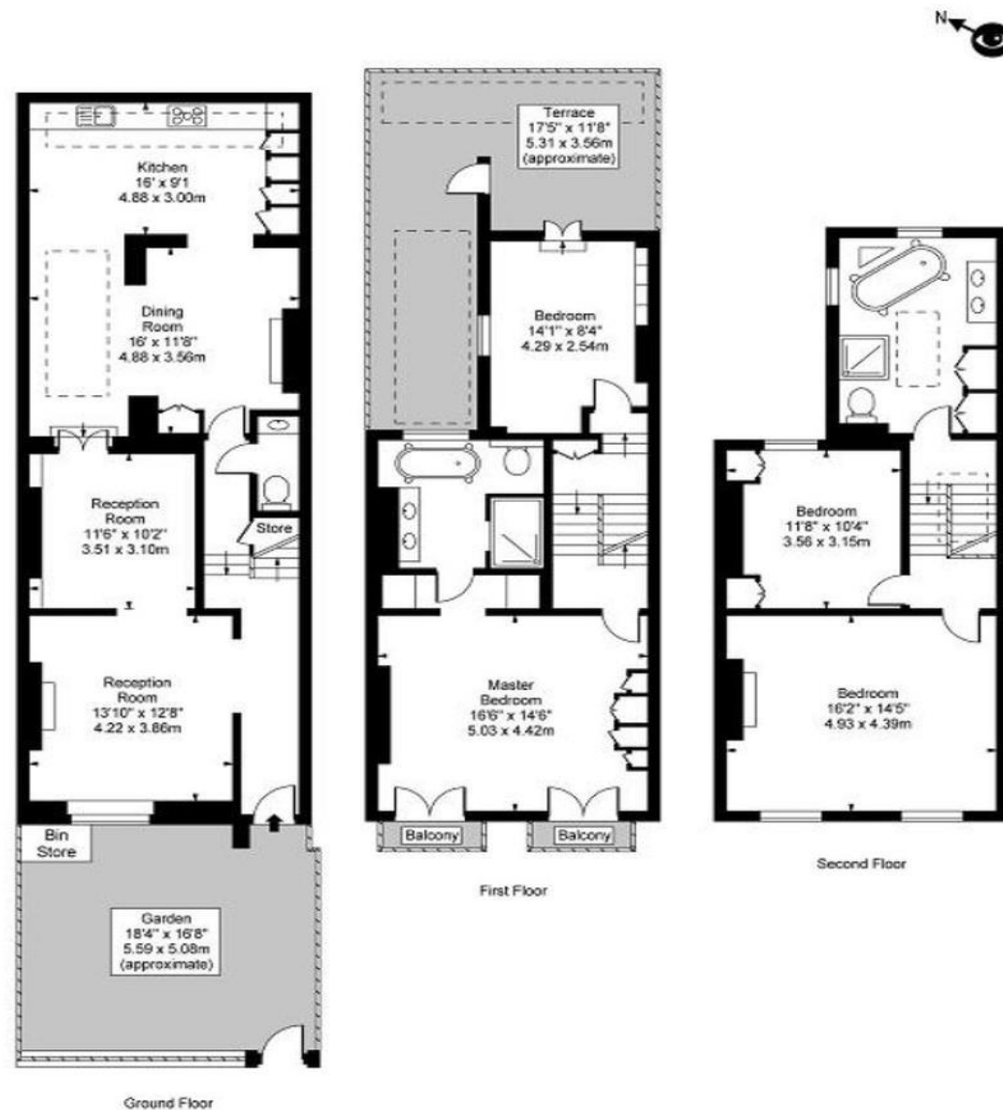 N
Kitchen
16' x 9'1
4.88 x 3.00m
Dining
Room
16' x 11'8"
4.88 x 3.56m
Reception
Room
11'6" x 10'2"
3.51 x 3.10m
Store
Reception
Room
13'10" x 12'8"
4.22 x 3.86m
Bin
Store
Garden
18'4" x 16'8"
5.59 x 5.08m
(approximate)
Ground Floor
Terrace
17'5" x 11'8"
5.31 x 3.56m
(approximate)
Bedroom
14'1" x 8'4"
4.29 x 2.54m
Master
Bedroom
16'6" x 14'6"
5.03 x 4.42m
Balcony
Balcony
First Floor
Bedroom
11'8" x 10'4"
3.56 x 3.15m
Bedroom
16'2" x 14'5"
4.93 x 4.39m
Second Floor